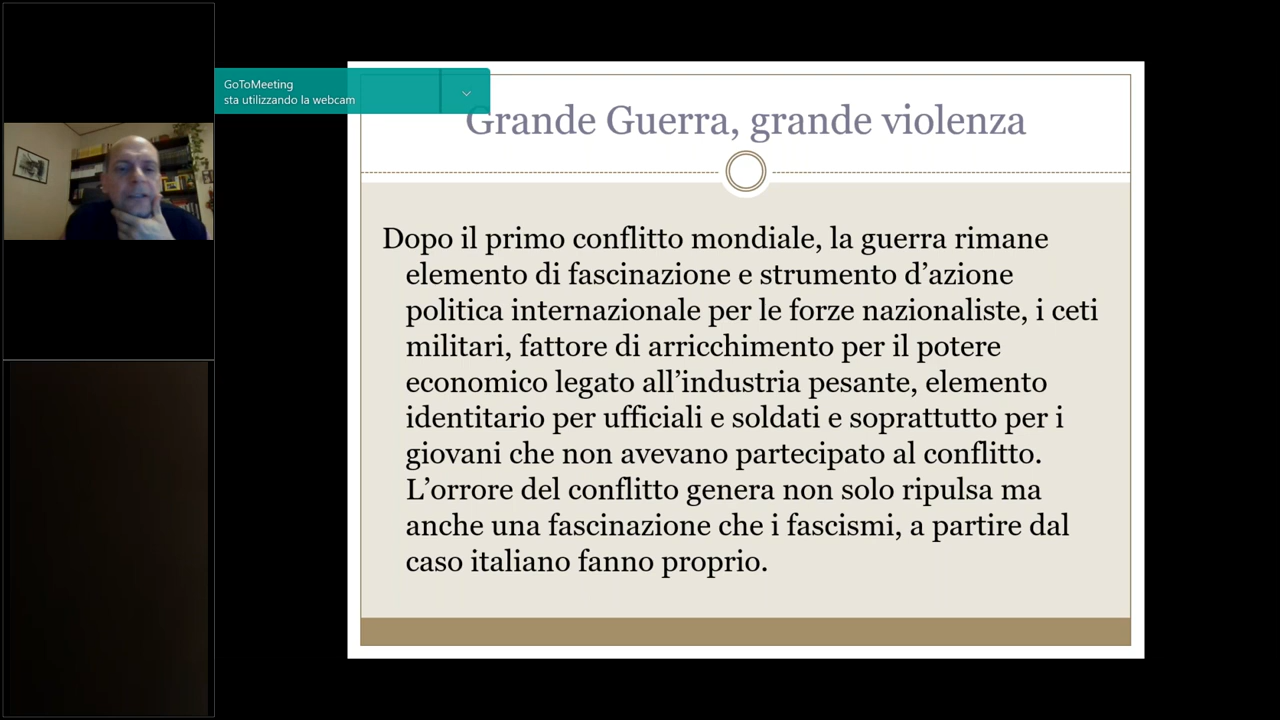 GoToMeeting
sta utilizzando la webcam
Grande Guerra, grande violenza
Dopo il primo conflitto mondiale, la guerra rimane
elemento di fascinazione e strumento d’azione
politica internazionale per le forze nazionaliste, i ceti
militari, fattore di arricchimento per il potere
economico legato all’industria pesante, elemento
identitario per ufficiali e soldati e soprattutto per i
giovani che non avevano partecipato al conflitto.
L’orrore del conflitto genera non solo ripulsa ma
anche una fascinazione che i fascismi, a partire dal
caso italiano fanno proprio.